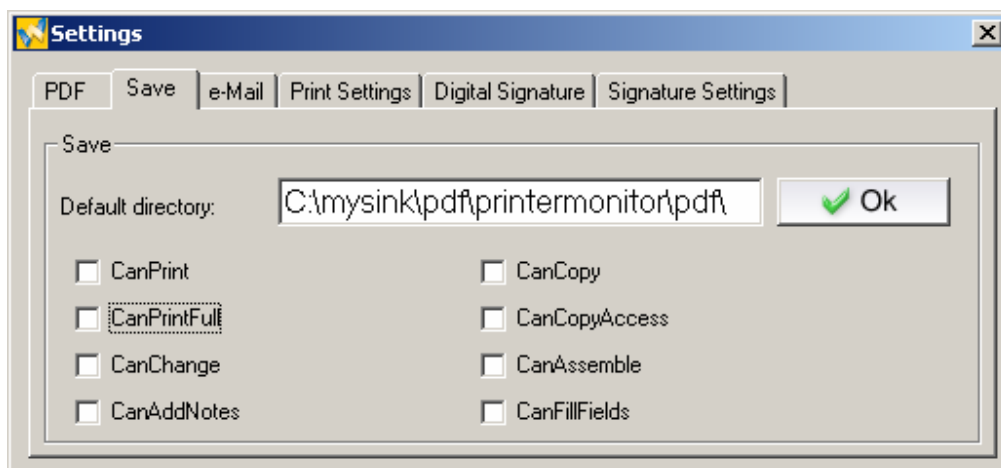 Settings
PDF Save e-Mail Print Settings Digital Signature Signature Settings
Save
Default directory: C:\mysink\pdf\printermonitor\pdf\ Ok
CanPrint CanCopy
CanPrintFull CanCopyAccess
CanChange CanAssemble
CanAddNotes CanFillFields